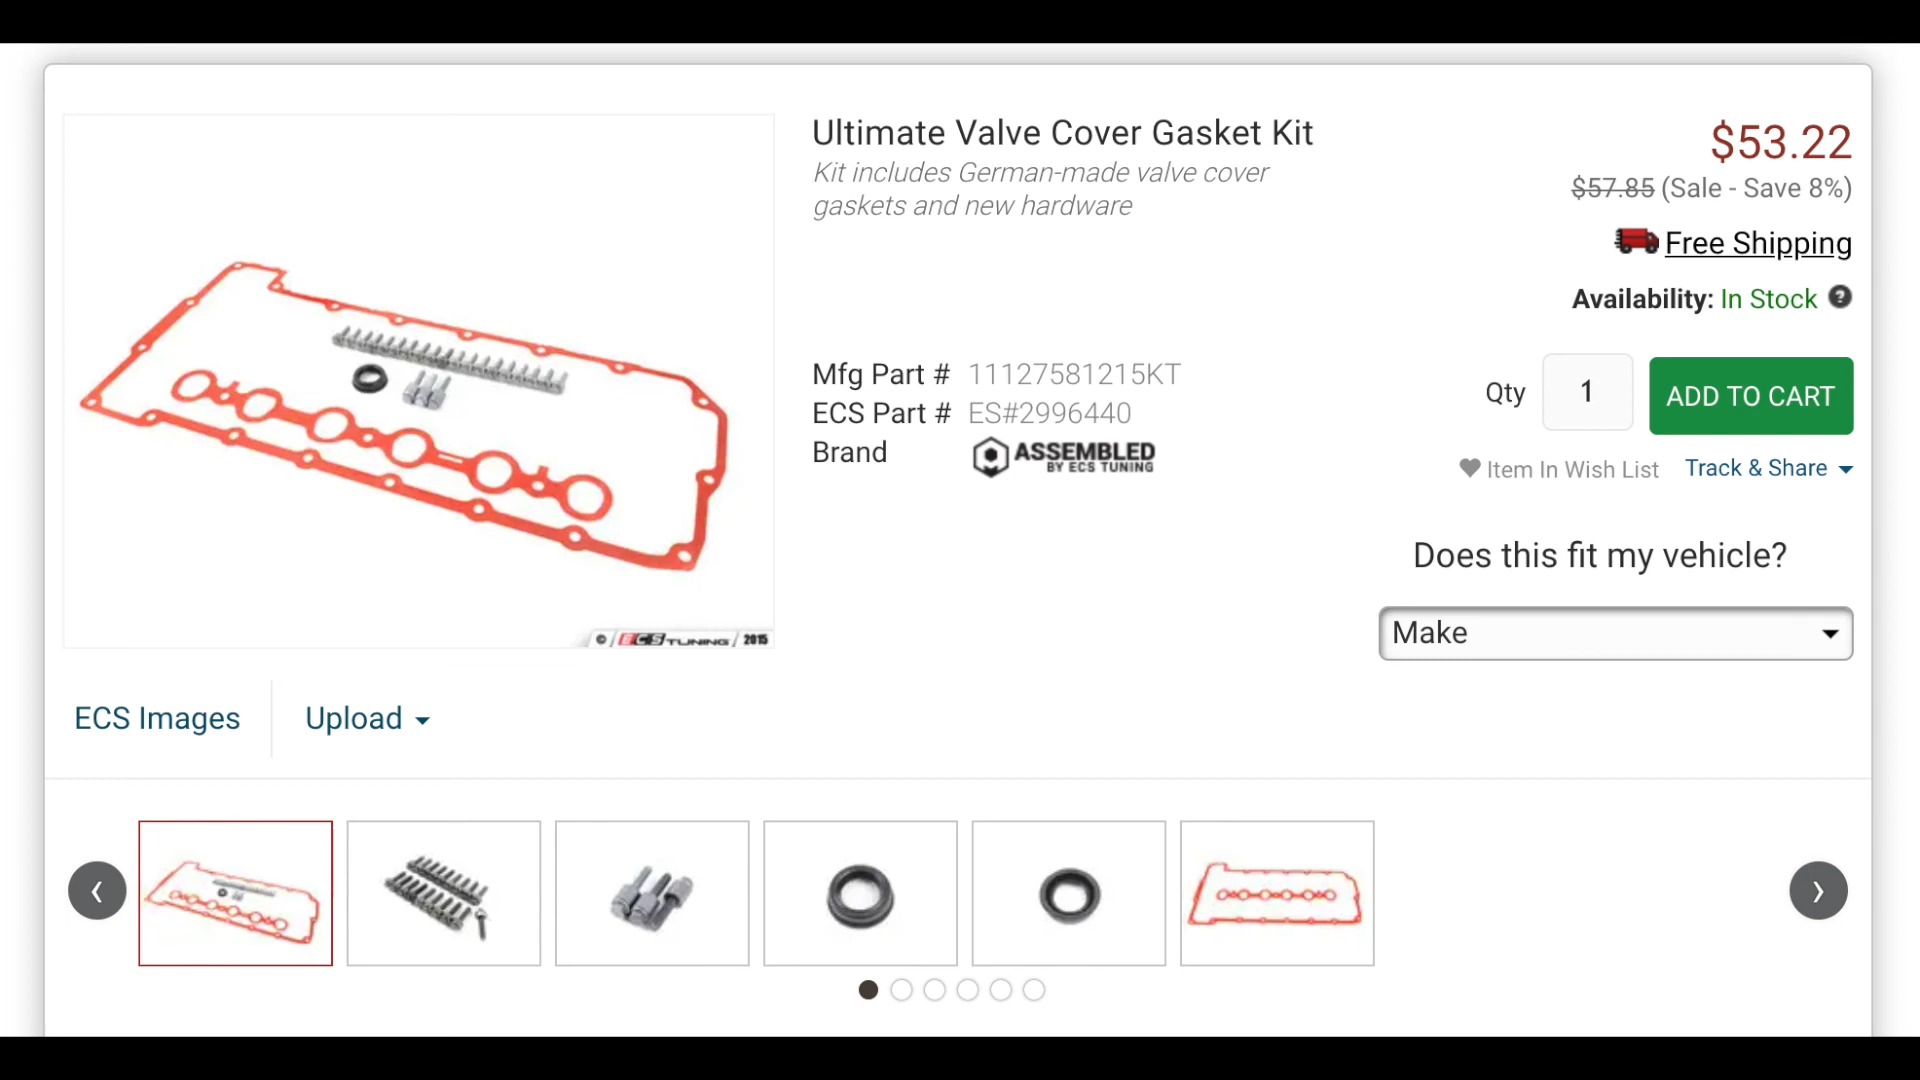 Ultimate Valve Cover Gasket Kit
Kit includes German-made valve cover
gaskets and new hardware
Mfg Part # 11127581215KT
ECS Part # ES#2996440
Brand ASSEMBLED
BY ECS TUNING
$53.22
$57.85 (Sale - Save 8%)
Free Shipping
Availability: In Stock ?
Qty 1 ADD TO CART
Item In Wish List Track & Share
Does this fit my vehicle?
Make
© ECS TUNING 2015
ECS Images Upload